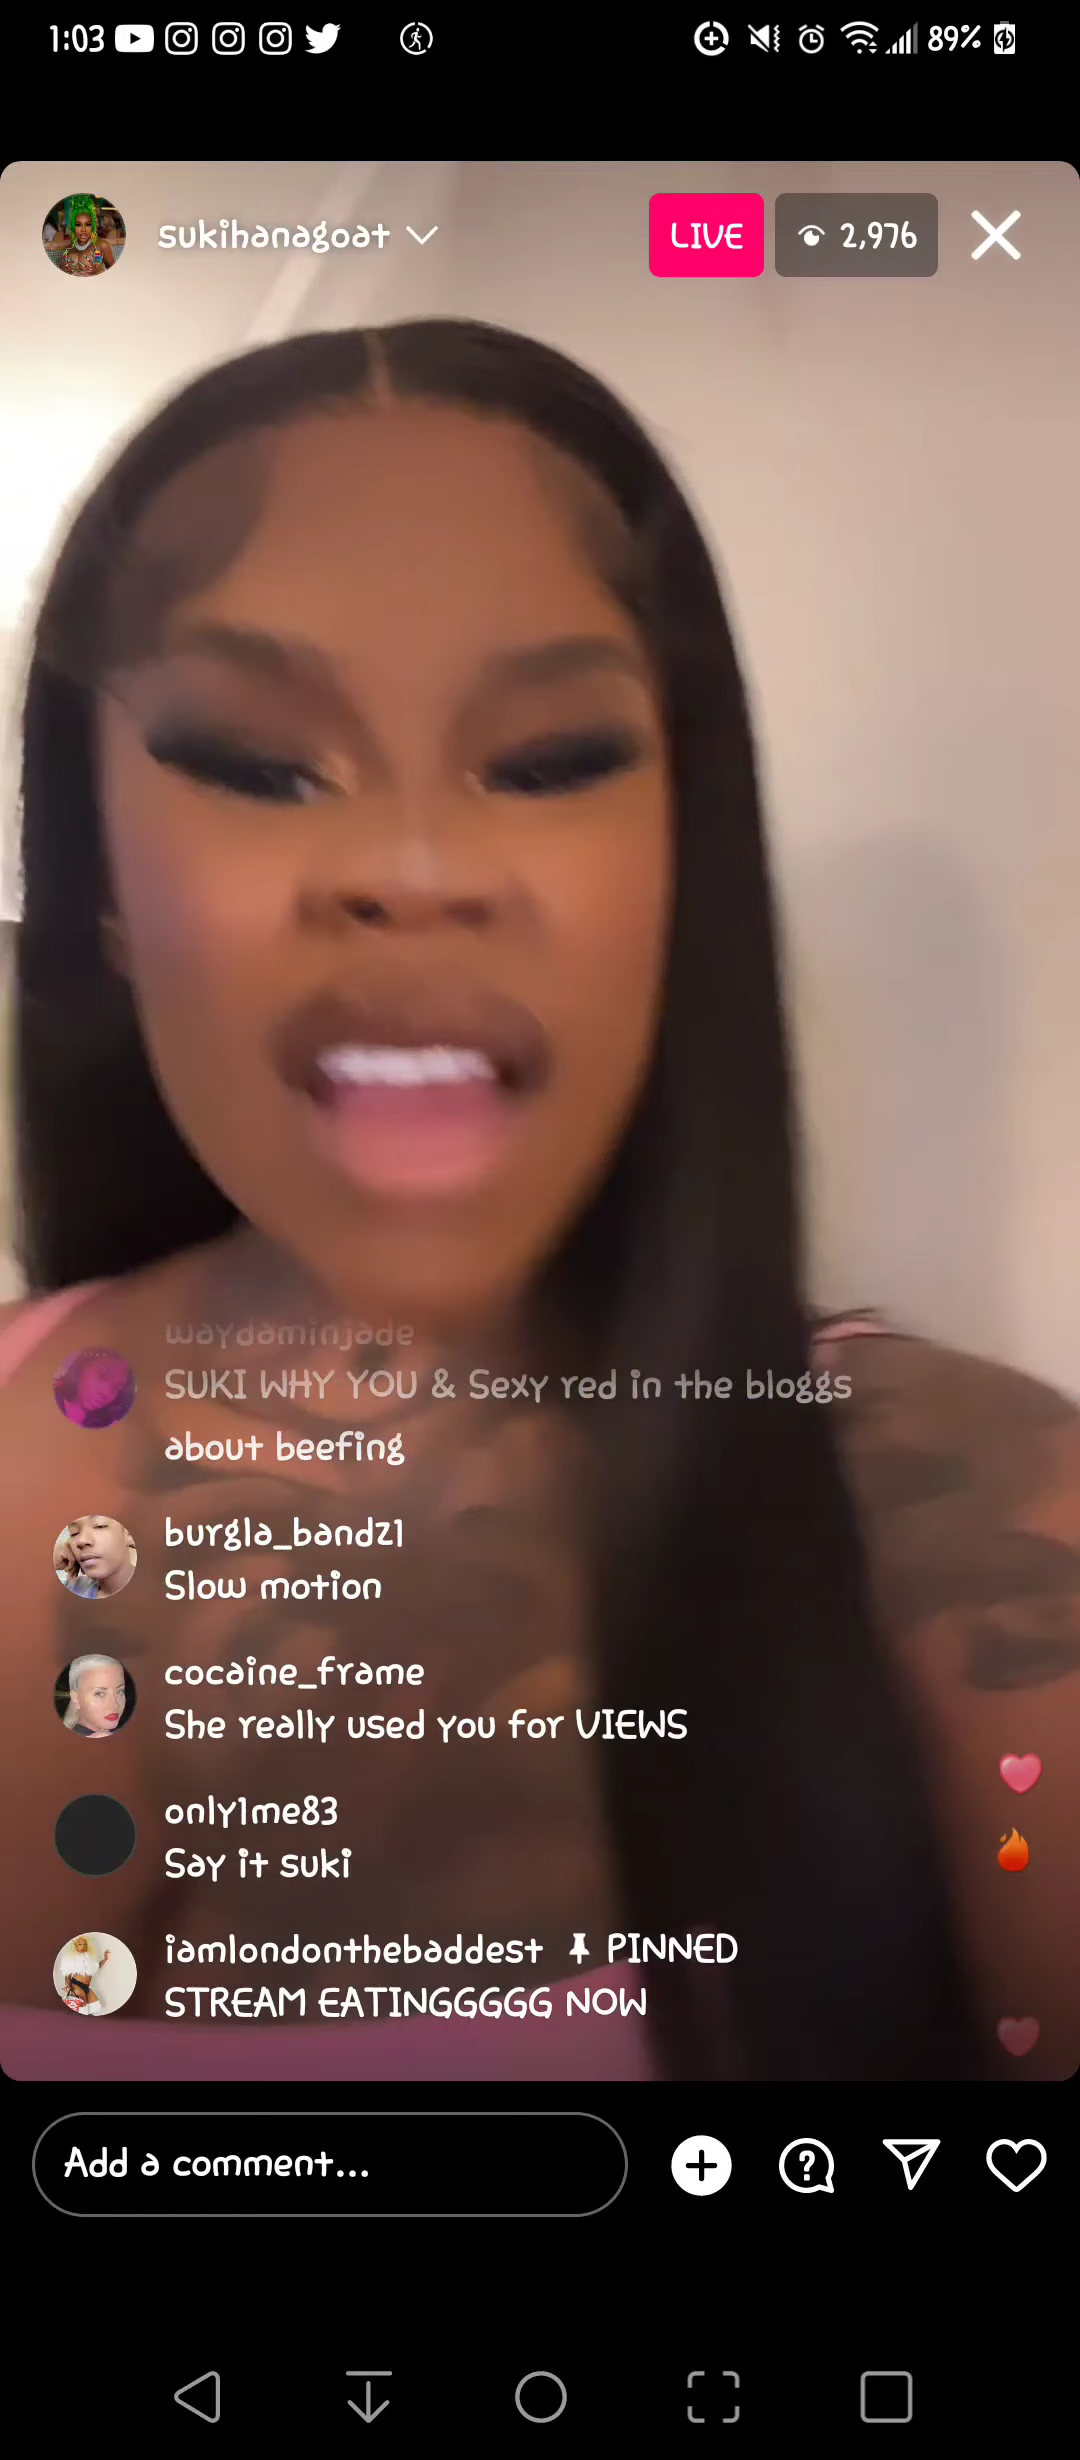 1:03
89%
sukihanagoat
LIVE
2,976
waydaminjade
SUKI WHY YOU & Sexy red in the bloggs
about beefing
burgla_bandz1
Slow motion
cocaine_frame
She really used you for VIEWS
only1me83
Say it suki
iamlondonthebaddest PINNED
STREAM EATINGGGGG NOW
Add a comment...